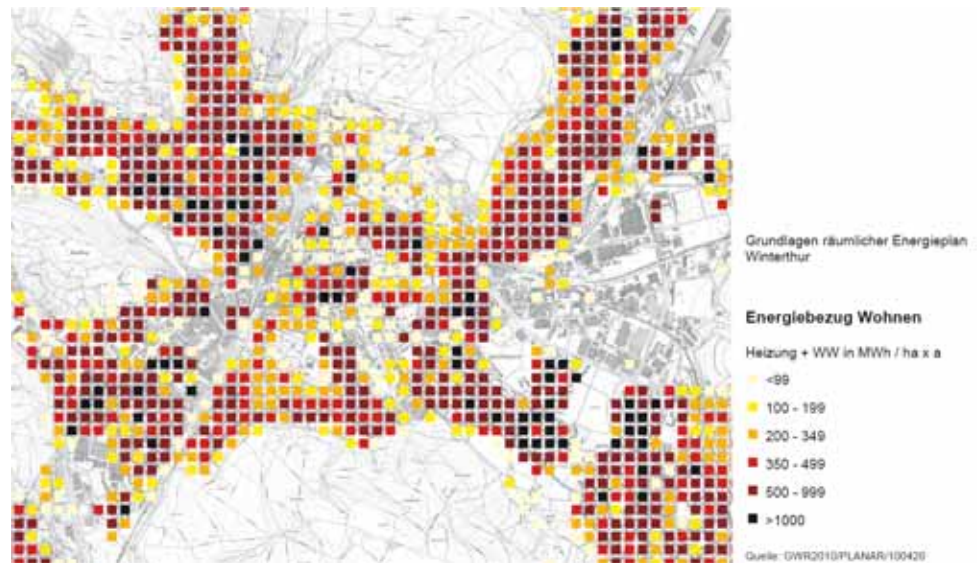 Grundlagen räumlicher Energieplan
Winterthur
Energiebezug Wohnen
Heizung + WW in MWh / ha x a
<99
100 - 199
200 - 349
350 - 499
500 - 999
>1000
Quelle: GWR2010/PLANAR/100420